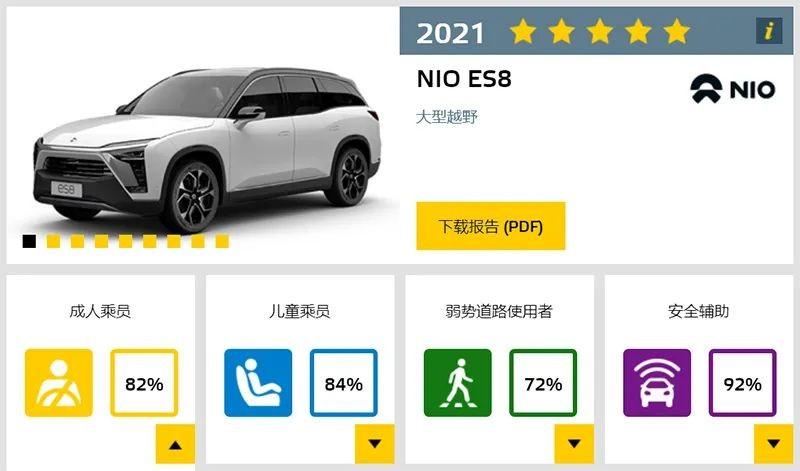 2021
i
NIO ES8
NIO
大型越野
es8
下载报告 (PDF)
成人乘员
儿童乘员
弱势道路使用者
安全辅助
82%
84%
72%
92%